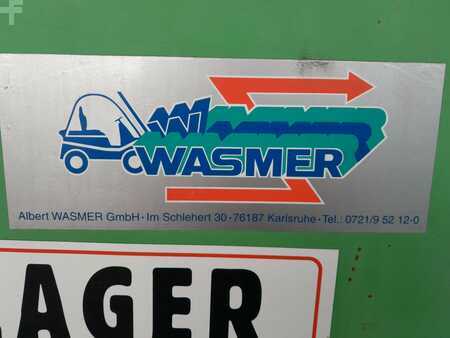 WASMER
Albert WASMER GmbH · Im Schlehert 30 · 76187 Karlsruhe · Tel.: 0721/9 52 12-0
AGER